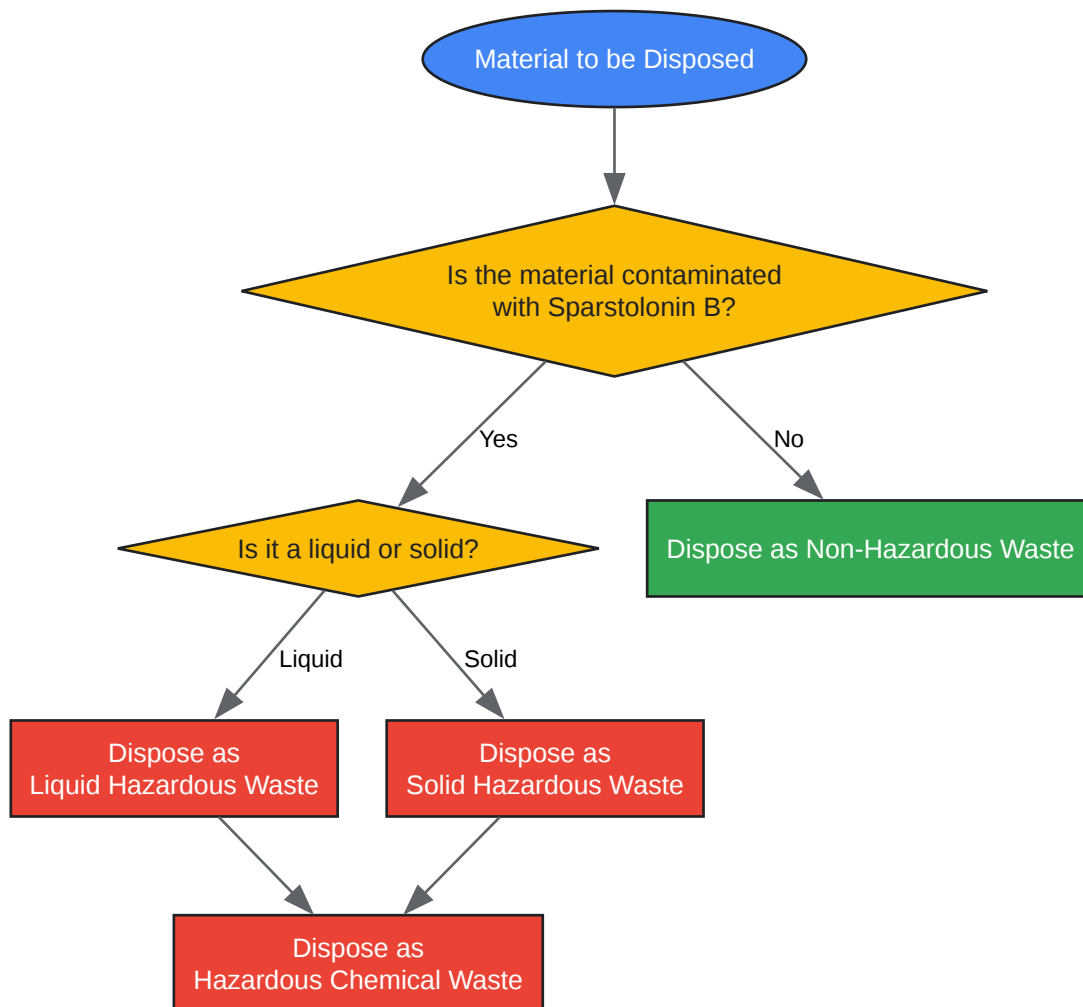 Material to be Disposed
Is the material contaminated
with Sparstolonin B?
Yes
No
Is it a liquid or solid?
Dispose as Non-Hazardous Waste
Liquid
Solid
Dispose as
Liquid Hazardous Waste
Dispose as
Solid Hazardous Waste
Dispose as
Hazardous Chemical Waste